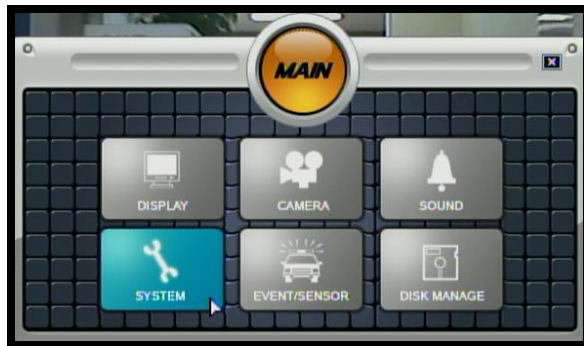 MAIN
DISPLAY
CAMERA
SOUND
SYSTEM
EVENT/SENSOR
DISK MANAGE